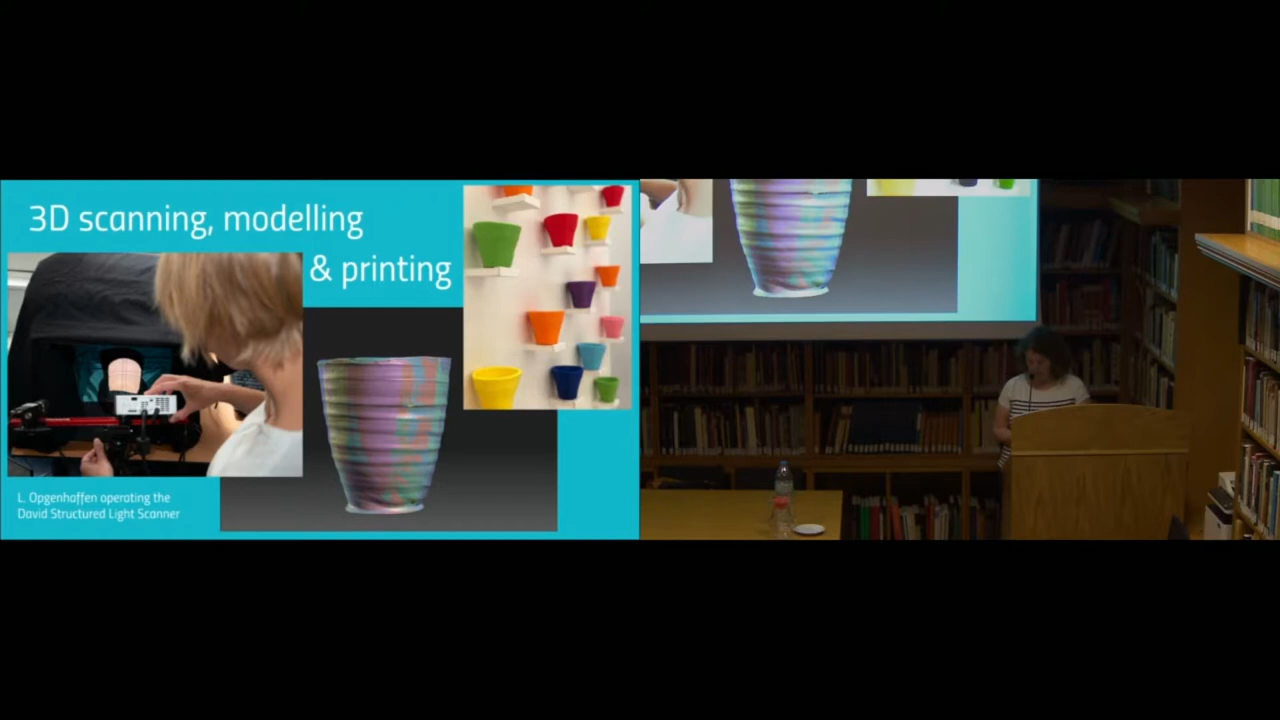 3D scanning, modelling
& printing
L. Opgenhaffen operating the
David Structured Light Scanner